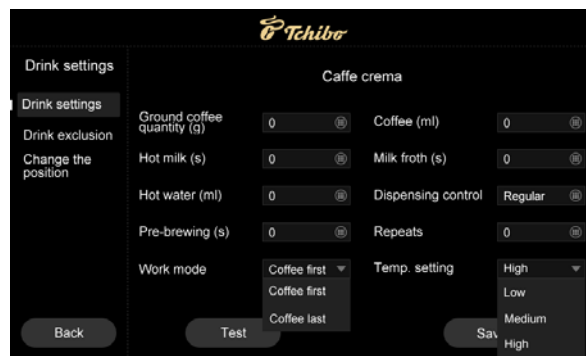 Tchibo
Drink settings
Caffe crema
Drink settings
Drink exclusion
Change the
position
Ground coffee
quantity (g)
0
Coffee (ml)
0
Hot milk (s)
0
Milk froth (s)
0
Hot water (ml)
0
Dispensing control
Regular
Pre-brewing (s)
0
Repeats
0
Work mode
Coffee first
Temp. setting
High
Coffee first
Coffee last
Low
Medium
High
Back
Test
Sav